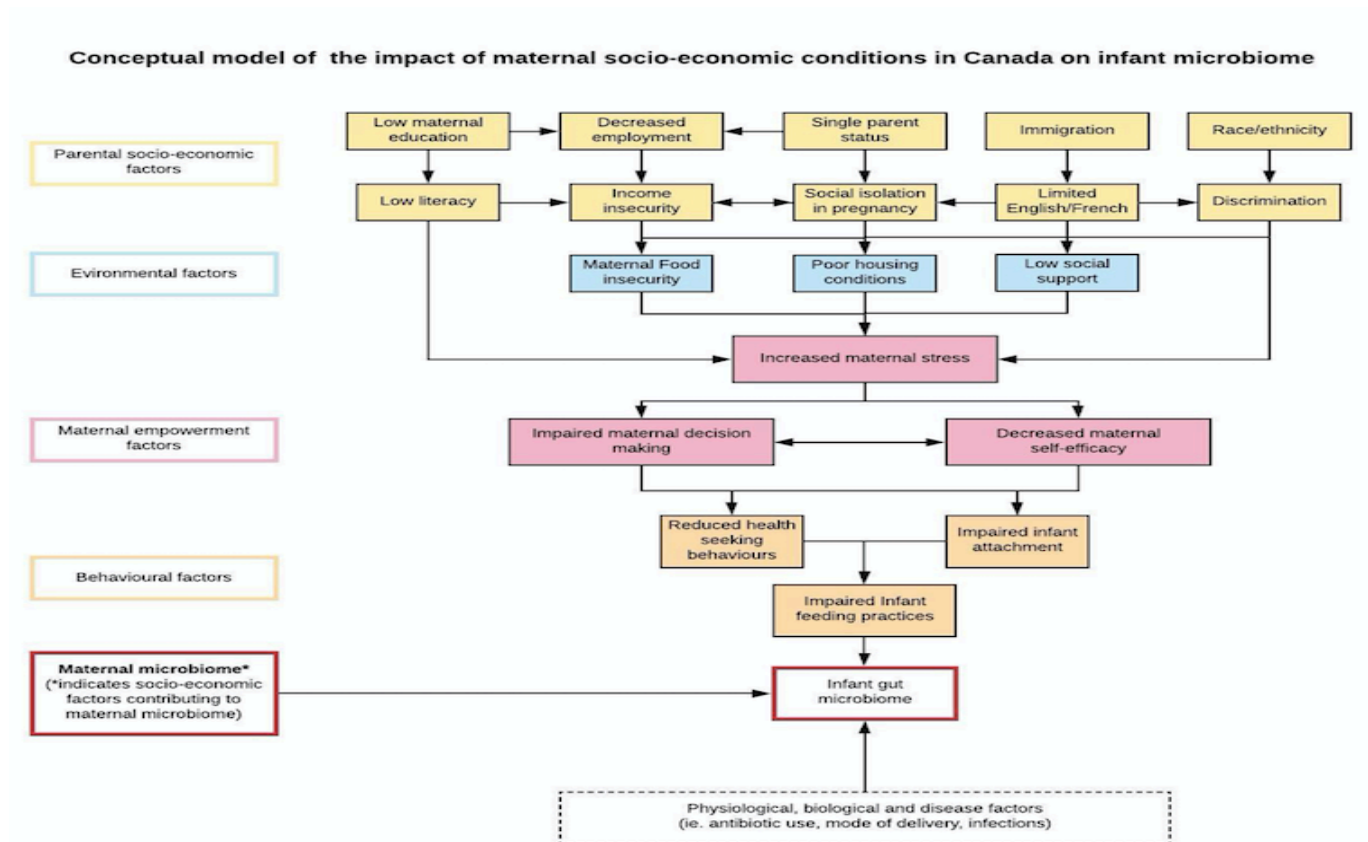 Conceptual model of the impact of maternal socio-economic conditions in Canada on infant microbiome
Low maternal
education
Decreased
employment
Single parent
status
Immigration
Race/ethnicity
Parental socio-economic
factors
Low literacy
Income
insecurity
Social isolation
in pregnancy
Limited
English/French
Discrimination
Evironmental factors
Maternal Food
insecurity
Poor housing
conditions
Low social
support
Increased maternal stress
Maternal empowerment
factors
Impaired maternal decision
making
Decreased maternal
self-efficacy
Reduced health
seeking
behaviours
Impaired infant
attachment
Behavioural factors
Impaired Infant
feeding practices
Maternal microbiome*
(*indicates socio-economic
factors contributing to
maternal microbiome)
Infant gut
microbiome
Physiological, biological and disease factors
(ie. antibiotic use, mode of delivery, infections)